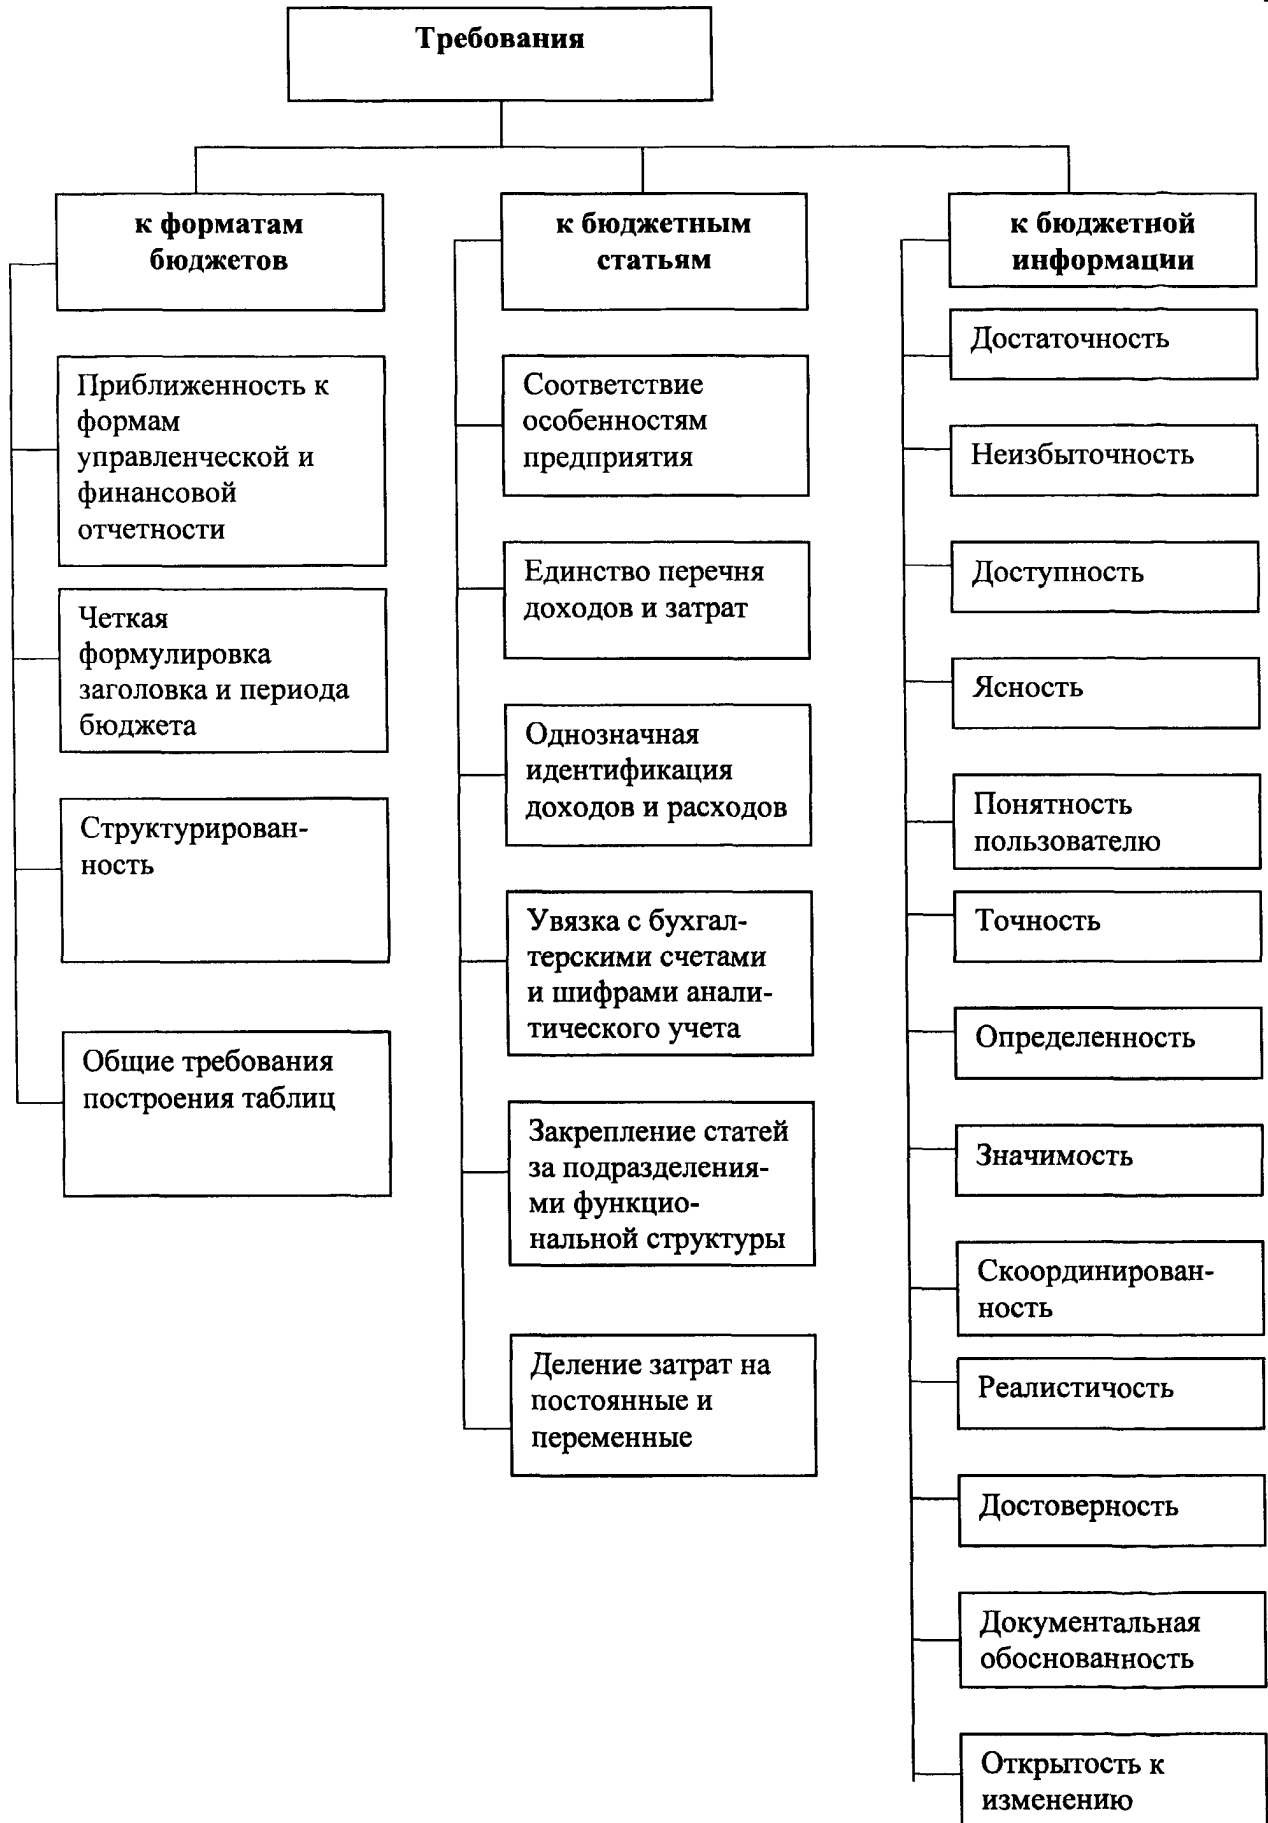 Требования
к форматам
бюджетов
Приближенность к
формам
управленческой и
финансовой
отчетности
Четкая
формулировка
заголовка и периода
бюджета
Структурирован-
ность
Общие требования
построения таблиц
к бюджетным
статьям
Соответствие
особенностям
предприятия
Единство перечня
доходов и затрат
Однозначная
идентификация
доходов и расходов
Увязка с бухгал-
терскими счетами
и шифрами анали-
тического учета
Закрепление статей
за подразделения-
ми функцио-
нальной структуры
Деление затрат на
постоянные и
переменные
к бюджетной
информации
Достаточность
Неизбыточность
Доступность
Ясность
Понятность
пользователю
Точность
Определенность
Значимость
Скоординирован-
ность
Реалистичость
Достоверность
Документальная
обоснованность
Открытость к
изменению